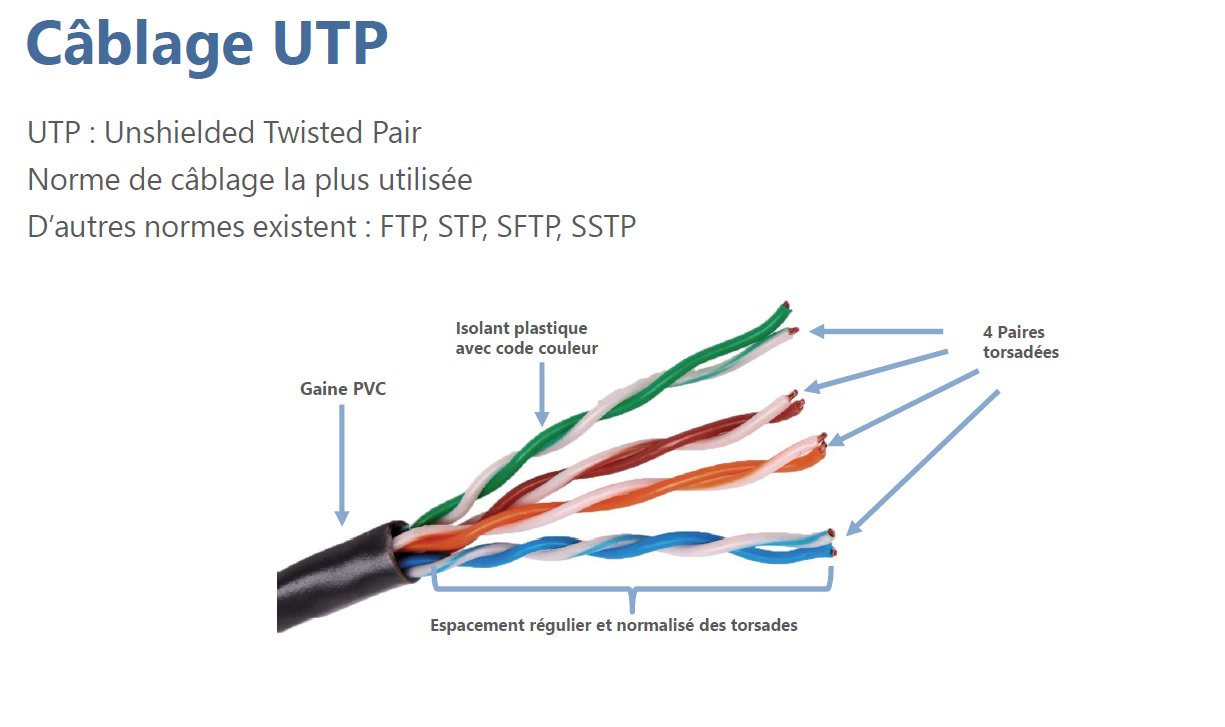 Câblage UTP
UTP : Unshielded Twisted Pair
Norme de câblage la plus utilisée
D’autres normes existent : FTP, STP, SFTP, SSTP
Isolant plastique
avec code couleur
4 Paires
torsadées
Gaine PVC
Espacement régulier et normalisé des torsades